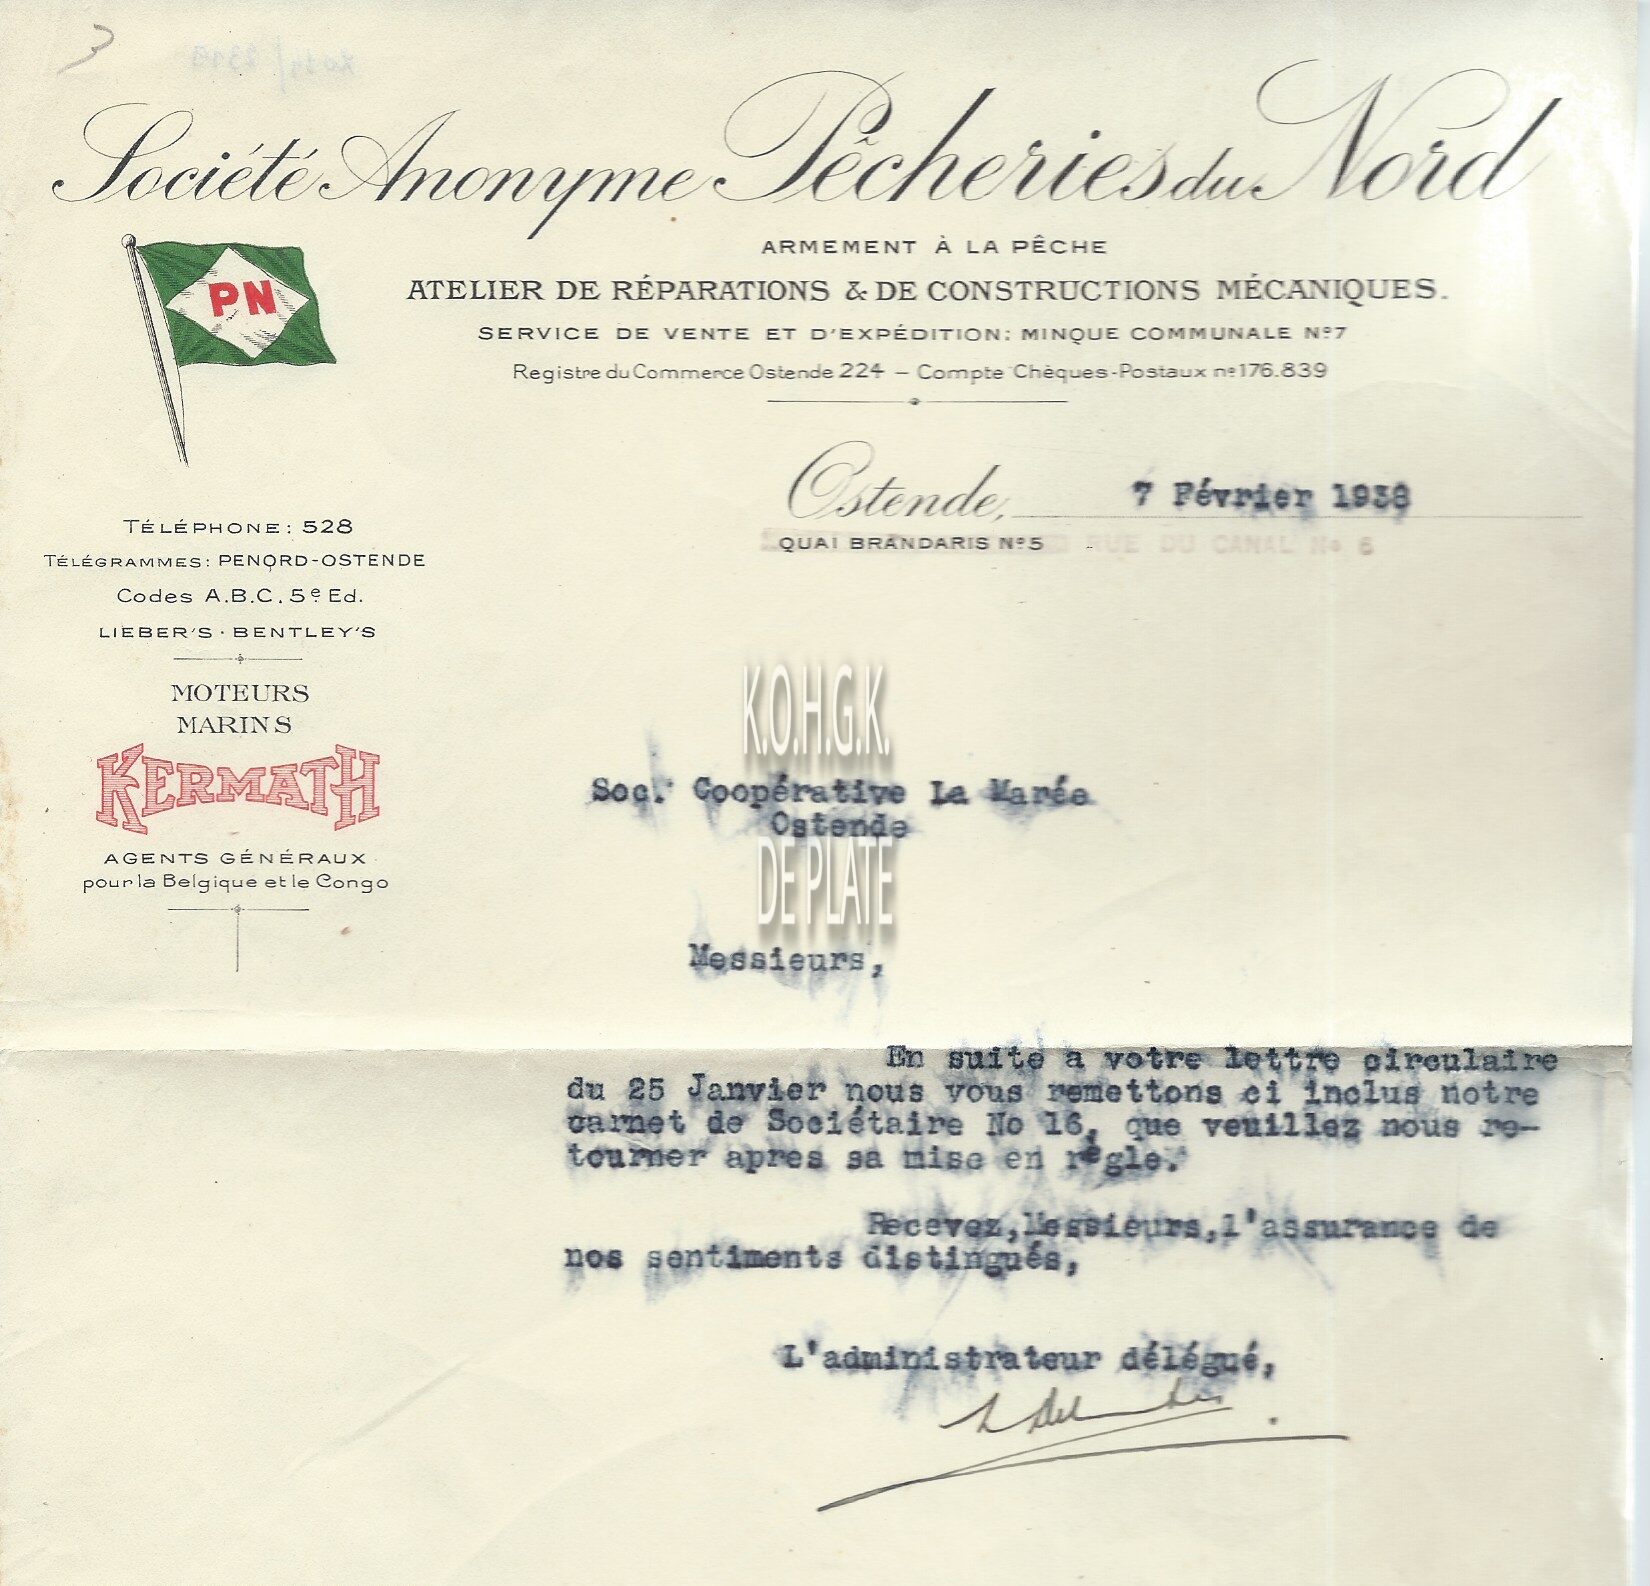 Société Anonyme Pêcheries du Nord
ARMEMENT À LA PÊCHE
ATELIER DE RÉPARATIONS & DE CONSTRUCTIONS MÉCANIQUES.
SERVICE DE VENTE ET D'EXPÉDITION: MINQUE COMMUNALE Nº7
Registre du Commerce Ostende 224 – Compte Chèques-Postaux nº176.839
PN
Ostende, 7 Février 1938
QUAI BRANDARIS Nº5 RUE DU CANAL No 6
TÉLÉPHONE: 528
TÉLÉGRAMMES: PENORD-OSTENDE
Codes A.B.C. 5e Ed.
LIEBER'S · BENTLEY'S
MOTEURS
MARINS
KERMATH
AGENTS GÉNÉRAUX
pour la Belgique et le Congo
K.O.H.G.K.
DE PLATE
Soc. Coopérative La Marée
Ostende
Messieurs,
En suite a votre lettre circulaire
du 25 Janvier nous vous remettons ci inclus notre
carnet de Sociétaire No 16, que veuillez nous re-
tourner apres sa mise en règle.
Recevez,Messieurs,l'assurance de
nos sentiments distingués,
L'administrateur délégué,